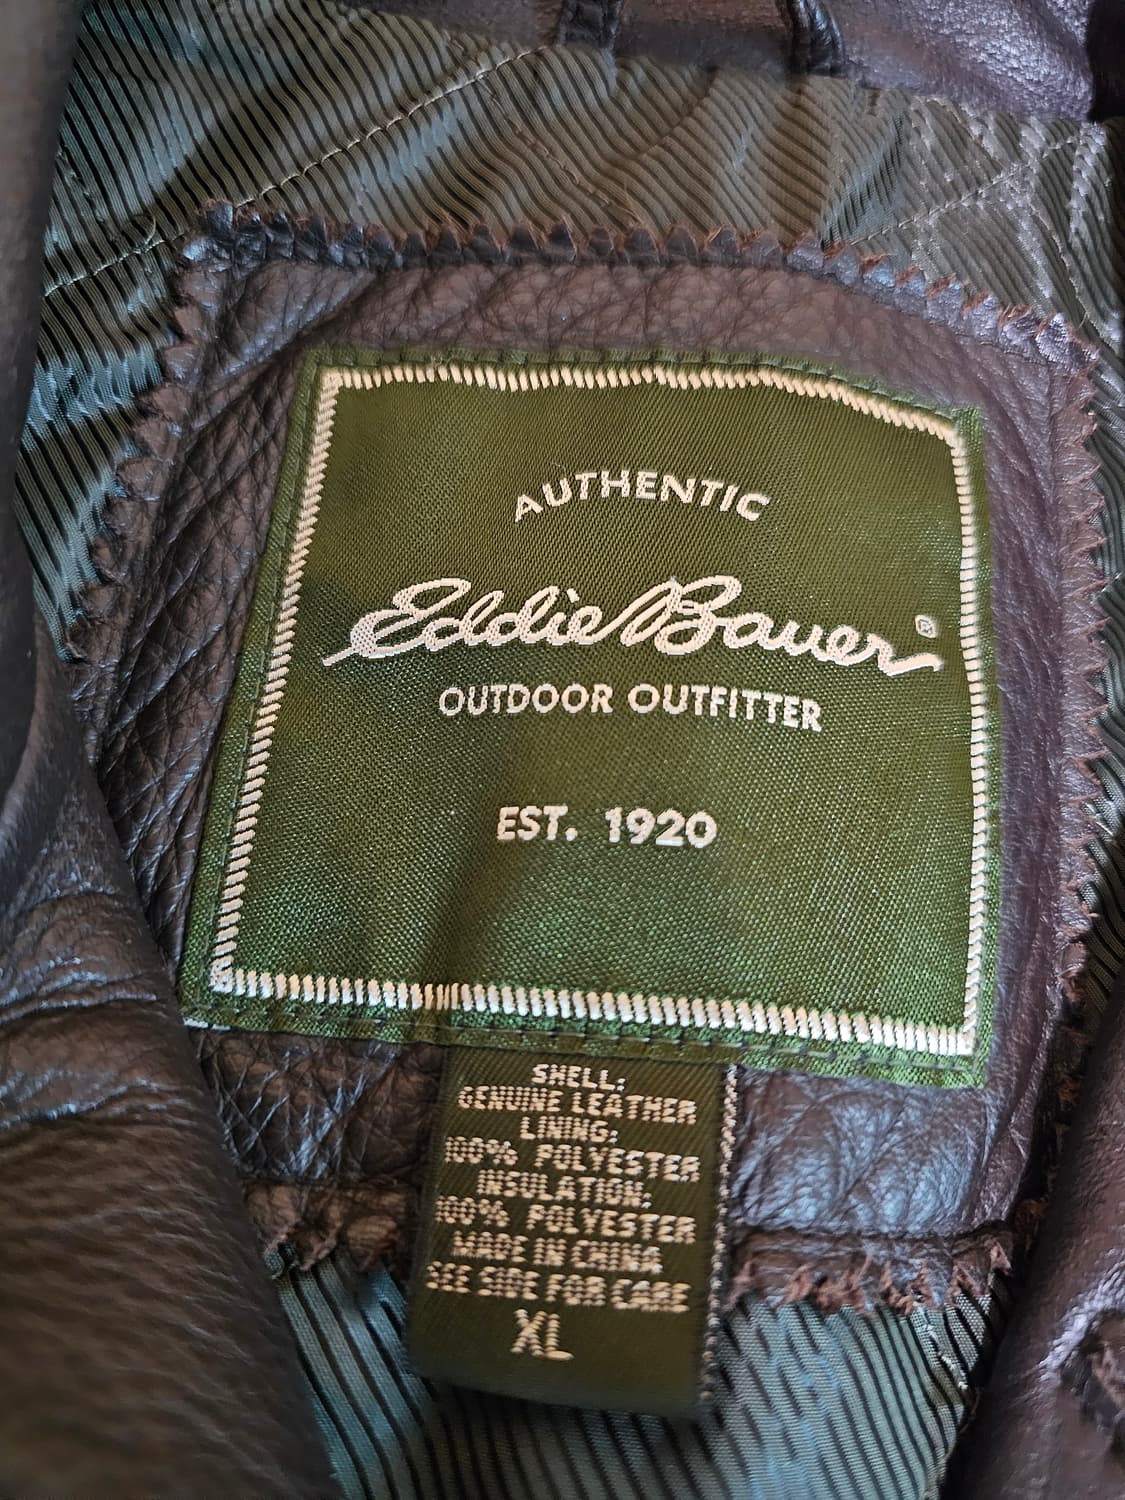 AUTHENTIC
Eddie Bauer®
OUTDOOR OUTFITTER
EST. 1920
SHELL:
GENUINE LEATHER
LINING:
100% POLYESTER
INSULATION:
100% POLYESTER
MADE IN CHINA
SEE SIDE FOR CARE
XL